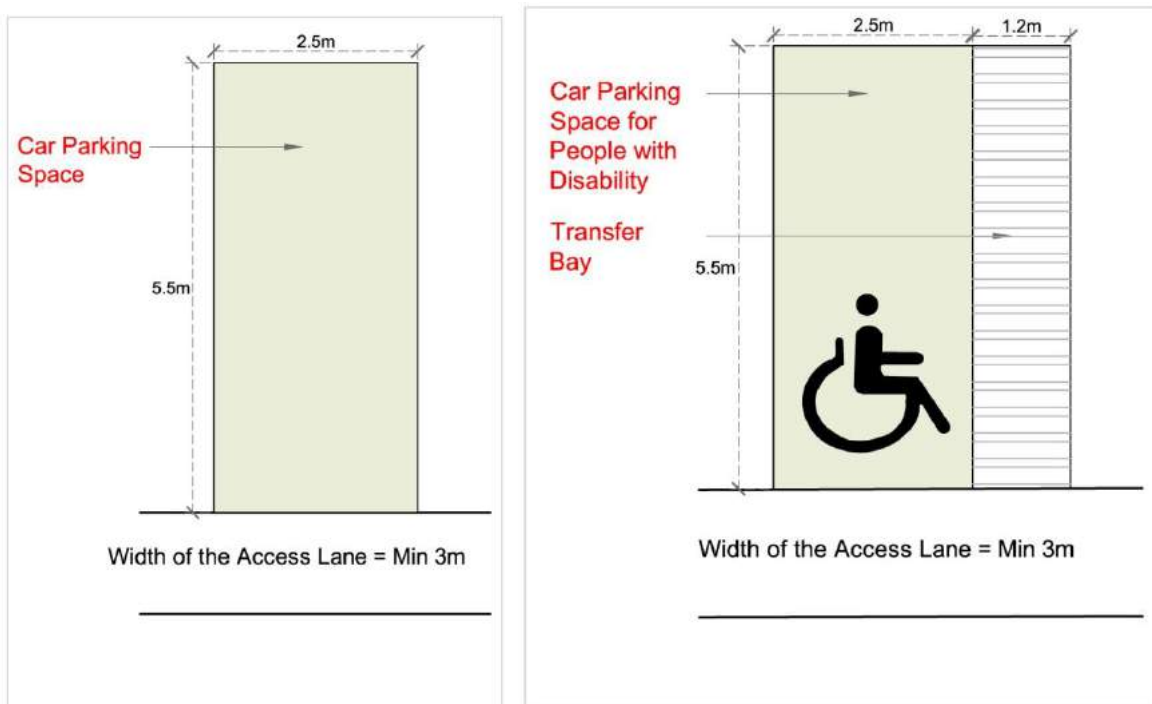 2.5m
Car Parking
Space
5.5m
Width of the Access Lane = Min 3m
2.5m
1.2m
Car Parking
Space for
People with
Disability
Transfer
Bay
5.5m
Width of the Access Lane = Min 3m